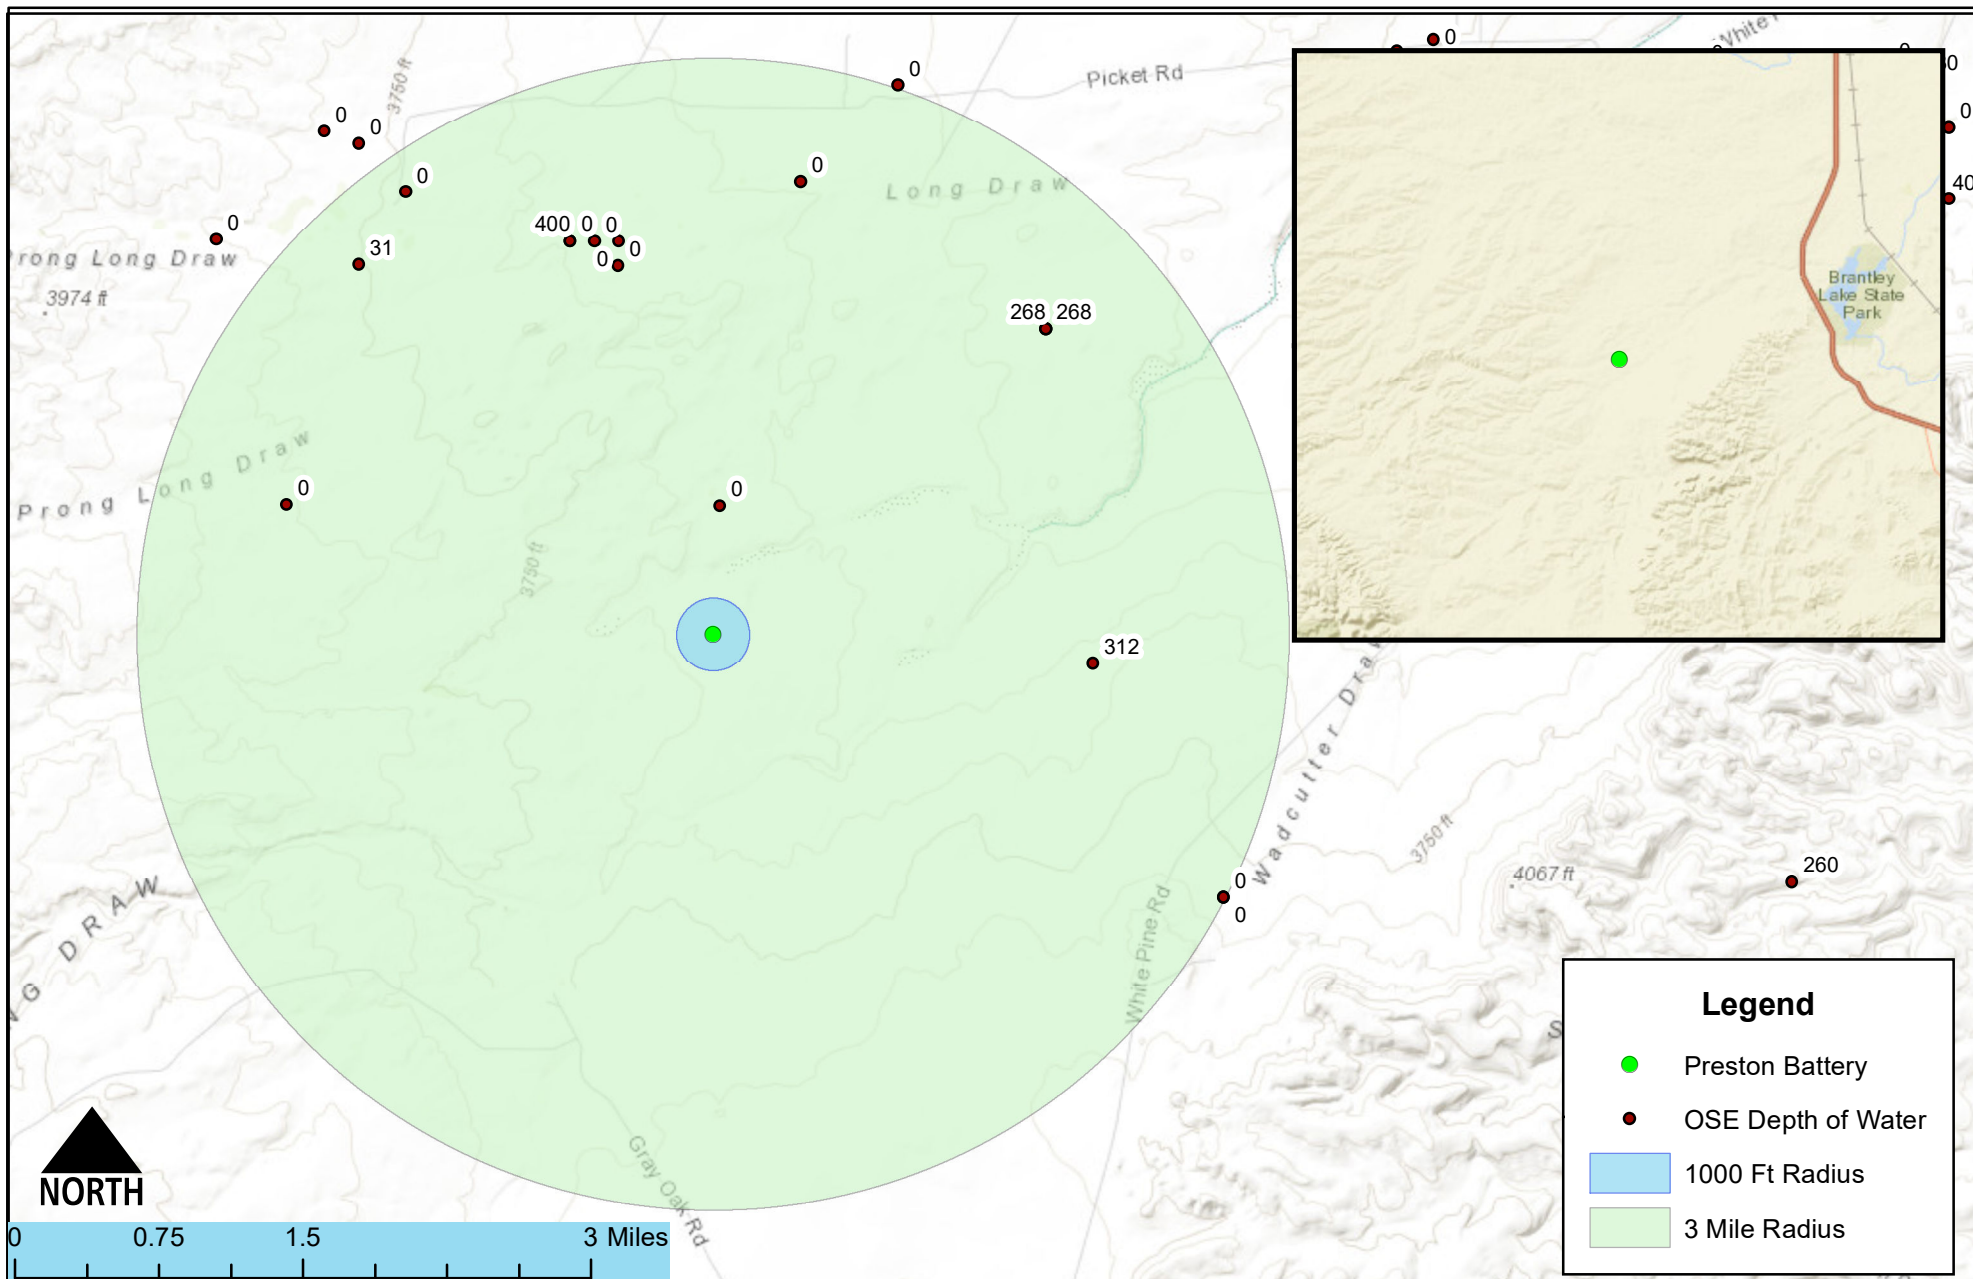 0
White
Picket Rd
3750 ft
0
0
0
0
0
0
0
40
0
Long Draw
400 0 0
0 0
31
rong Long Draw
3974 ft
268 268
Brantley
Lake State
Park
Prong Long Draw
0
0
3750 ft
312
Wadcutter Draw
3750 ft
4067 ft
260
0
0
White Pine Rd
G DRAW
Gray Oak Rd
S
NORTH
0 0.75 1.5 3 Miles
Legend
Preston Battery
OSE Depth of Water
1000 Ft Radius
3 Mile Radius